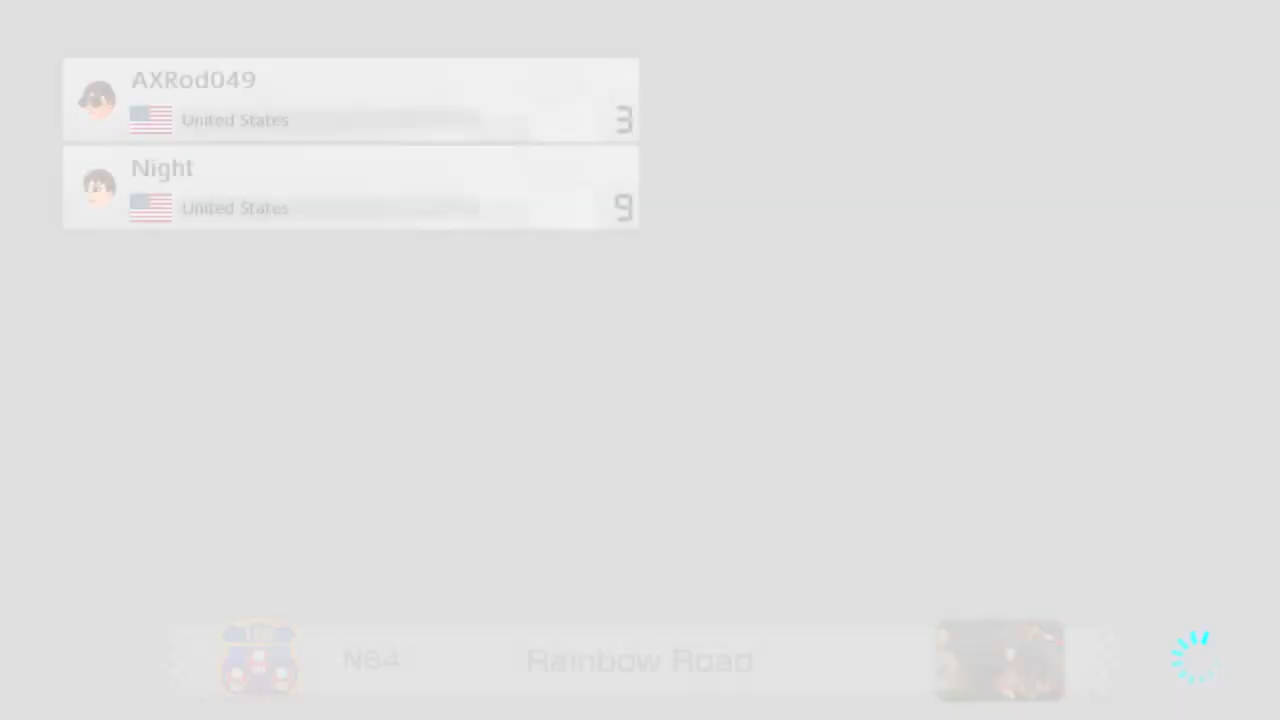 AXRod049
United States
3
Night
United States
9
N64 Rainbow Road